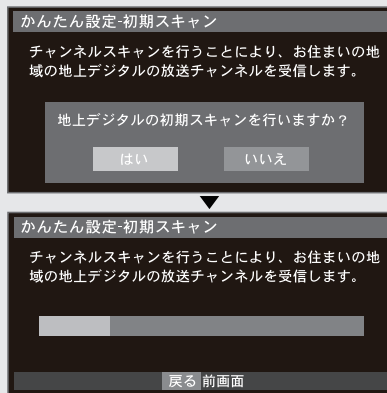 かんたん設定-初期スキャン
チャンネルスキャンを行うことにより、お住まいの地
域の地上デジタルの放送チャンネルを受信します。
地上デジタルの初期スキャンを行いますか？
はい いいえ
かんたん設定-初期スキャン
チャンネルスキャンを行うことにより、お住まいの地
域の地上デジタルの放送チャンネルを受信します。
戻る 前画面